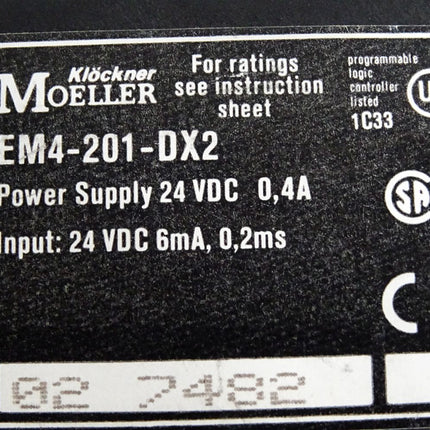 Klöckner
MOELLER
For ratings
see instruction
sheet
programmable
logic
controller
listed
1C33
U
EM4-201-DX2
Power Supply 24 VDC 0,4A
Input: 24 VDC 6mA, 0,2ms
SA
C
02 7482